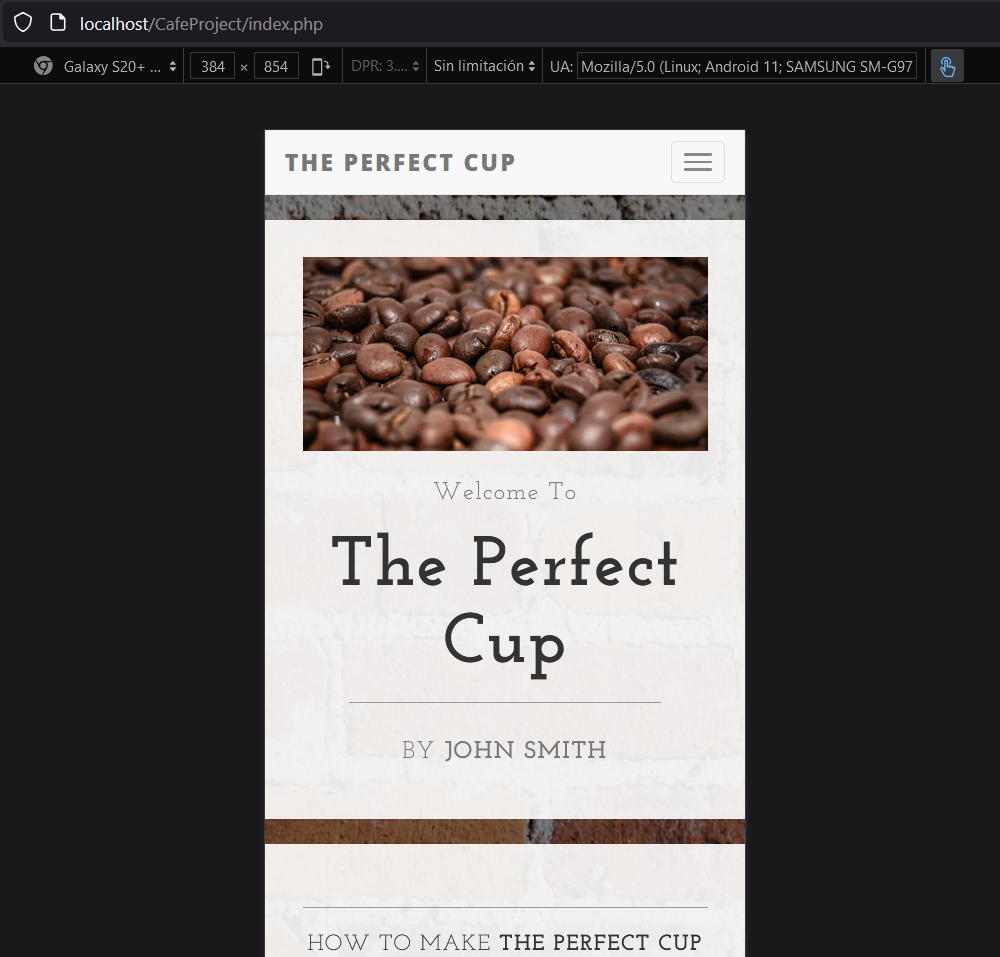 localhost/CafeProject/index.php
Galaxy S20+ ... 384 × 854 DPR: 3.... Sin limitación UA: Mozilla/5.0 (Linux; Android 11; SAMSUNG SM-G97
THE PERFECT CUP
Welcome To
The Perfect
Cup
BY JOHN SMITH
HOW TO MAKE THE PERFECT CUP